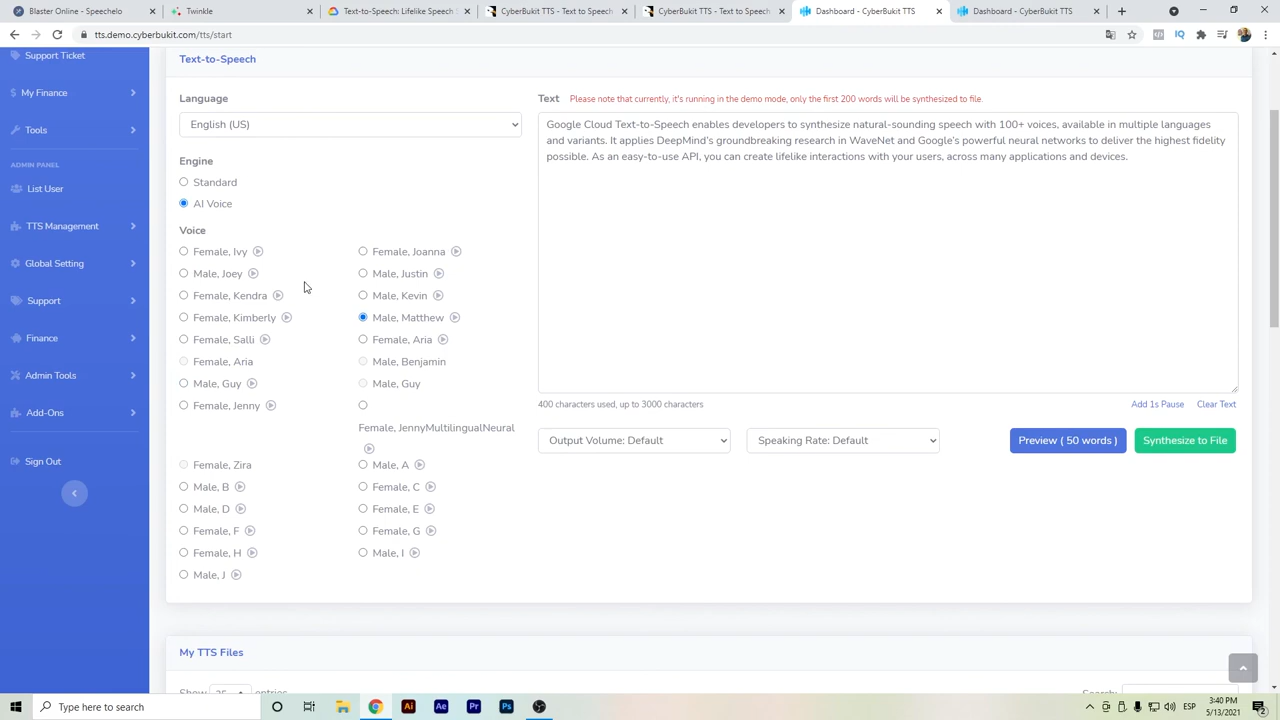 Blaster Online - Speechelo
Twinkle
Text-to-Speech: Lifelike Speech S
CyberBukit TTS - Text to Speech
CyberBukit TTS - Text to Speech
Dashboard - CyberBukit TTS
Dashboard - CyberBukit TTS
tts.demo.cyberbukit.com/tts/start
Support Ticket
My Finance
Tools
ADMIN PANEL
List User
TTS Management
Global Setting
Support
Finance
Admin Tools
Add-Ons
Sign Out
Text-to-Speech
Language
English (US)
Engine
Standard
AI Voice
Voice
Female, Ivy
Female, Joanna
Male, Joey
Male, Justin
Female, Kendra
Male, Kevin
Female, Kimberly
Male, Matthew
Female, Salli
Female, Aria
Female, Aria
Male, Benjamin
Male, Guy
Male, Guy
Female, Jenny
Female, JennyMultilingualNeural
Female, Zira
Male, A
Male, B
Female, C
Male, D
Female, E
Female, F
Female, G
Female, H
Male, I
Male, J
Text Please note that currently, it's running in the demo mode, only the first 200 words will be synthesized to file.
Google Cloud Text-to-Speech enables developers to synthesize natural-sounding speech with 100+ voices, available in multiple languages
and variants. It applies DeepMind's groundbreaking research in WaveNet and Google's powerful neural networks to deliver the highest fidelity
possible. As an easy-to-use API, you can create lifelike interactions with your users, across many applications and devices.
400 characters used, up to 3000 characters
Add 1s Pause
Clear Text
Output Volume: Default
Speaking Rate: Default
Preview ( 50 words )
Synthesize to File
My TTS Files
Show 25 entries
Search:
Type here to search
ESP
3:40 PM
5/13/2021